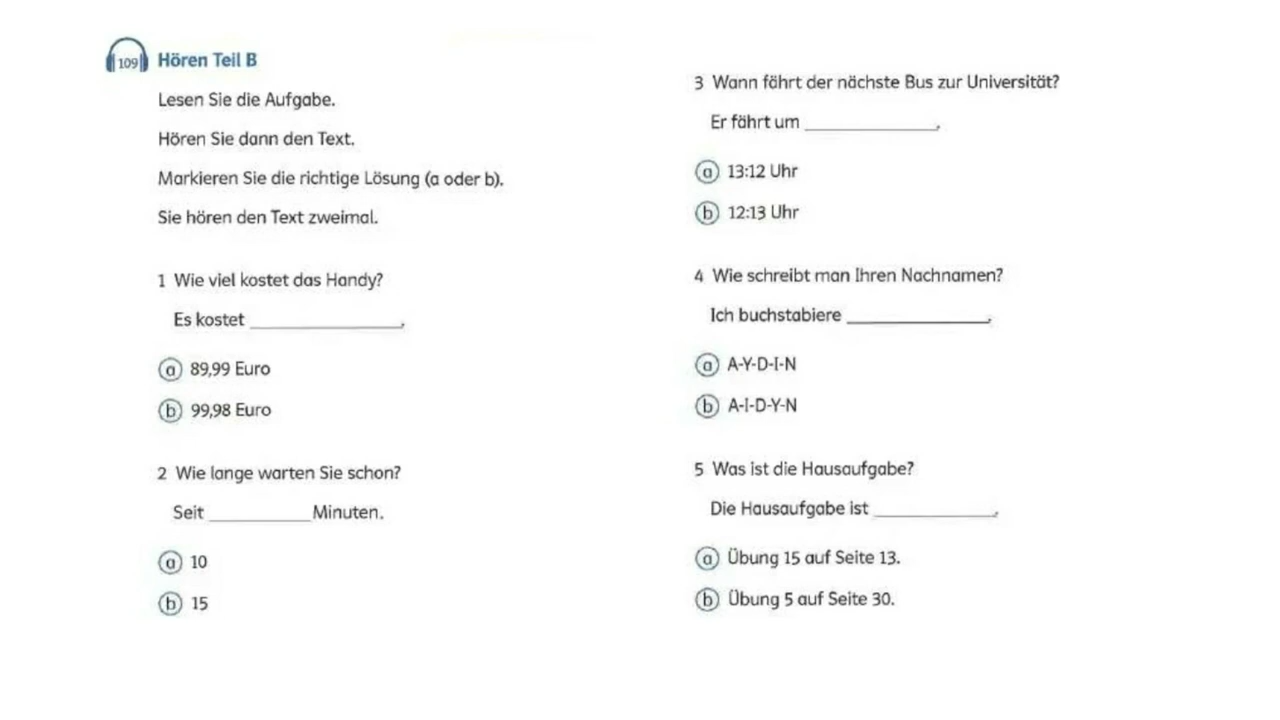 109 Hören Teil B
Lesen Sie die Aufgabe.
Hören Sie dann den Text.
Markieren Sie die richtige Lösung (a oder b).
Sie hören den Text zweimal.
1 Wie viel kostet das Handy?
Es kostet ______________.
a 89,99 Euro
b 99,98 Euro
2 Wie lange warten Sie schon?
Seit __________ Minuten.
a 10
b 15
3 Wann fährt der nächste Bus zur Universität?
Er fährt um ______________.
a 13:12 Uhr
b 12:13 Uhr
4 Wie schreibt man Ihren Nachnamen?
Ich buchstabiere ______________.
a A-Y-D-I-N
b A-I-D-Y-N
5 Was ist die Hausaufgabe?
Die Hausaufgabe ist ____________.
a Übung 15 auf Seite 13.
b Übung 5 auf Seite 30.